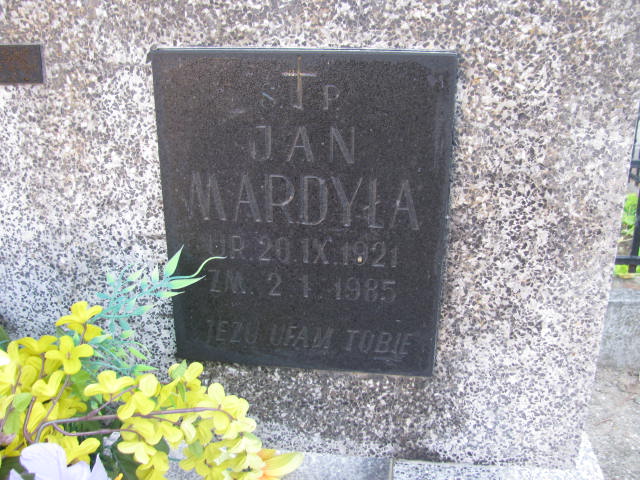 Ś. P.
JAN
MARDYŁA
UR. 20.IX.1921
ZM. 2.I.1985
JEZU UFAM TOBIE